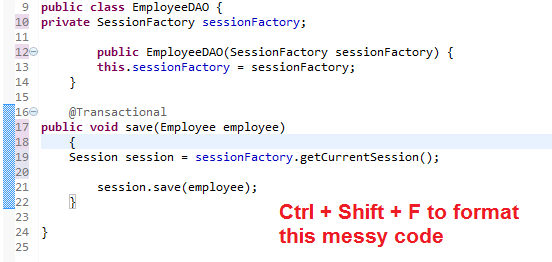 9 public class EmployeeDAO {
10 private SessionFactory sessionFactory;
11
12 public EmployeeDAO(SessionFactory sessionFactory) {
13 this.sessionFactory = sessionFactory;
14 }
15
16 @Transactional
17 public void save(Employee employee)
18 {
19 Session session = sessionFactory.getCurrentSession();
20
21 session.save(employee);
22 }
23
24 }
25
Ctrl + Shift + F to format
this messy code